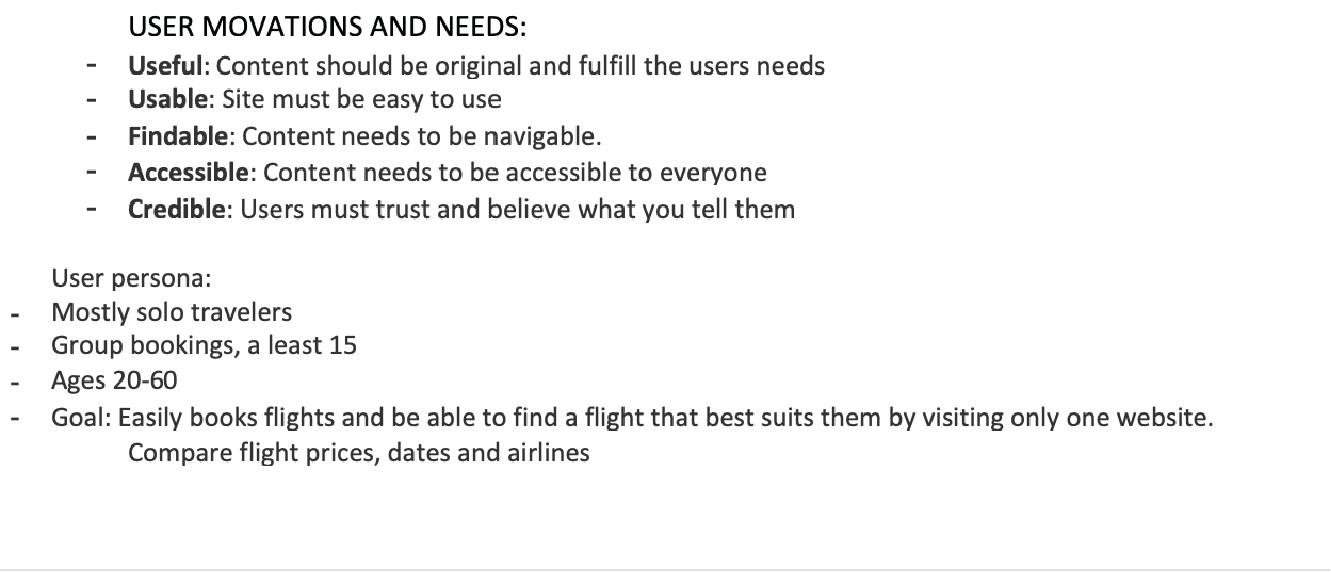 USER MOVATIONS AND NEEDS:
- Useful: Content should be original and fulfill the users needs
- Usable: Site must be easy to use
- Findable: Content needs to be navigable.
- Accessible: Content needs to be accessible to everyone
- Credible: Users must trust and believe what you tell them
User persona:
- Mostly solo travelers
- Group bookings, a least 15
- Ages 20-60
- Goal: Easily books flights and be able to find a flight that best suits them by visiting only one website.
Compare flight prices, dates and airlines